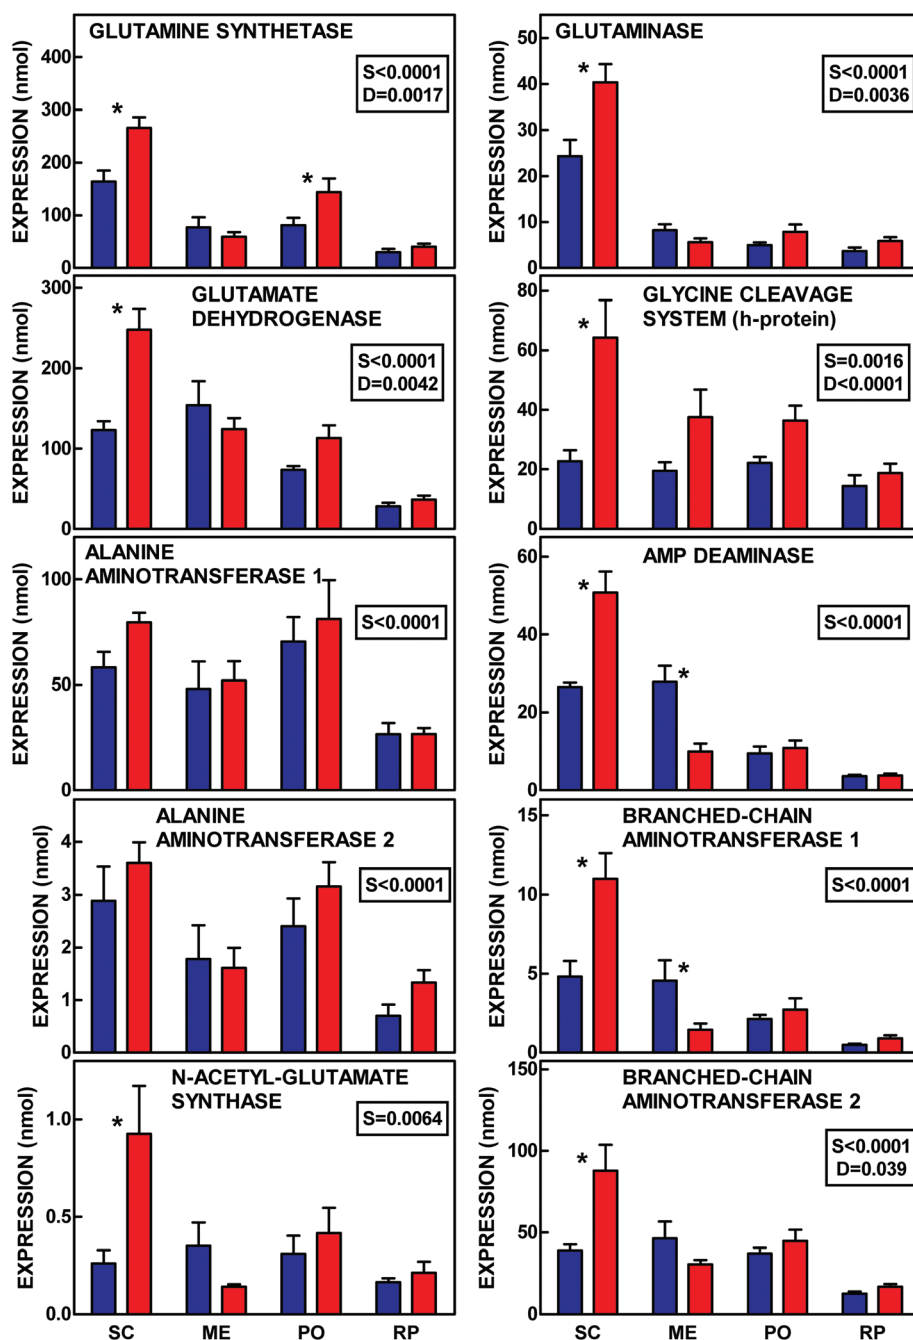 GLUTAMINE SYNTHETASE
EXPRESSION (nmol)
400
300
200
100
0
S<0.0001
D=0.0017
*
*
GLUTAMINASE
EXPRESSION (nmol)
50
40
30
20
10
0
S<0.0001
D=0.0036
*
GLUTAMATE
DEHYDROGENASE
EXPRESSION (nmol)
300
200
100
0
S<0.0001
D=0.0042
*
GLYCINE CLEAVAGE
SYSTEM (h-protein)
EXPRESSION (nmol)
80
60
40
20
0
S=0.0016
D<0.0001
*
ALANINE
AMINOTRANSFERASE 1
EXPRESSION (nmol)
100
50
0
S<0.0001
AMP DEAMINASE
EXPRESSION (nmol)
60
40
20
0
S<0.0001
*
*
ALANINE
AMINOTRANSFERASE 2
EXPRESSION (nmol)
4
3
2
1
0
S<0.0001
BRANCHED-CHAIN
AMINOTRANSFERASE 1
EXPRESSION (nmol)
15
10
5
0
S<0.0001
*
*
N-ACETYL-GLUTAMATE
SYNTHASE
EXPRESSION (nmol)
1.0
0.5
0.0
S=0.0064
*
SC ME PO RP
BRANCHED-CHAIN
AMINOTRANSFERASE 2
EXPRESSION (nmol)
150
100
50
0
S<0.0001
D=0.039
*
SC ME PO RP